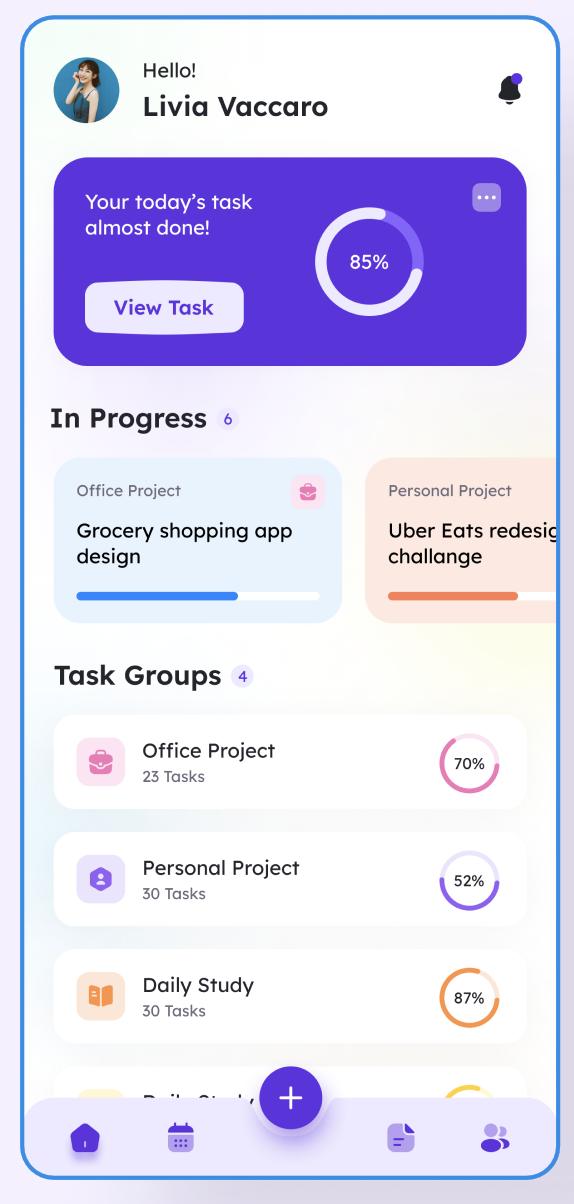 Hello!
Livia Vaccaro
Your today's task
almost done!
85%
View Task
In Progress 6
Office Project
Grocery shopping app
design
Personal Project
Uber Eats redesig
challange
Task Groups 4
Office Project
23 Tasks
70%
Personal Project
30 Tasks
52%
Daily Study
30 Tasks
87%
Daily Study